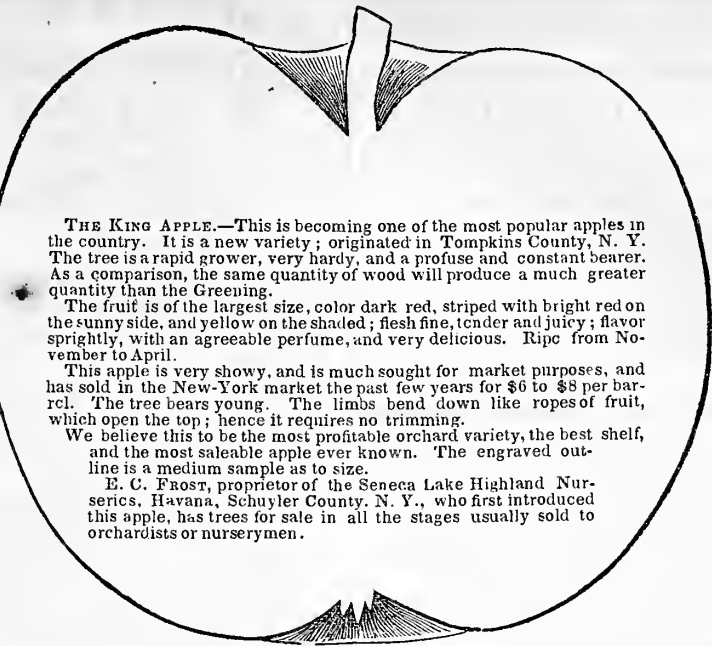 THE KING APPLE.—This is becoming one of the most popular apples in
the country. It is a new variety; originated in Tompkins County, N. Y.
The tree is a rapid grower, very hardy, and a profuse and constant bearer.
As a comparison, the same quantity of wood will produce a much greater
quantity than the Greening.
The fruit is of the largest size, color dark red, striped with bright red on
the sunny side, and yellow on the shaded; flesh fine, tender and juicy; flavor
sprightly, with an agreeable perfume, and very delicious. Ripe from No-
vember to April.
This apple is very showy, and is much sought for market purposes, and
has sold in the New-York market the past few years for $6 to $8 per bar-
rel. The tree bears young. The limbs bend down like ropes of fruit,
which open the top; hence it requires no trimming.
We believe this to be the most profitable orchard variety, the best shelf,
and the most saleable apple ever known. The engraved out-
line is a medium sample as to size.
E. C. FROST, proprietor of the Seneca Lake Highland Nur-
series, Havana, Schuyler County. N. Y., who first introduced
this apple, has trees for sale in all the stages usually sold to
orchardists or nurserymen.